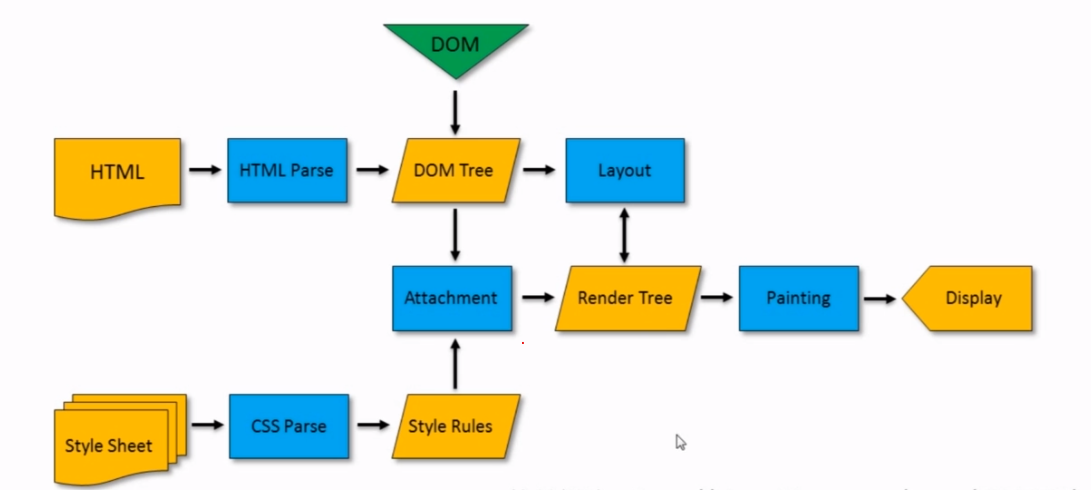 DOM
HTML
HTML Parse
DOM Tree
Layout
Attachment
Render Tree
Painting
Display
Style Sheet
CSS Parse
Style Rules